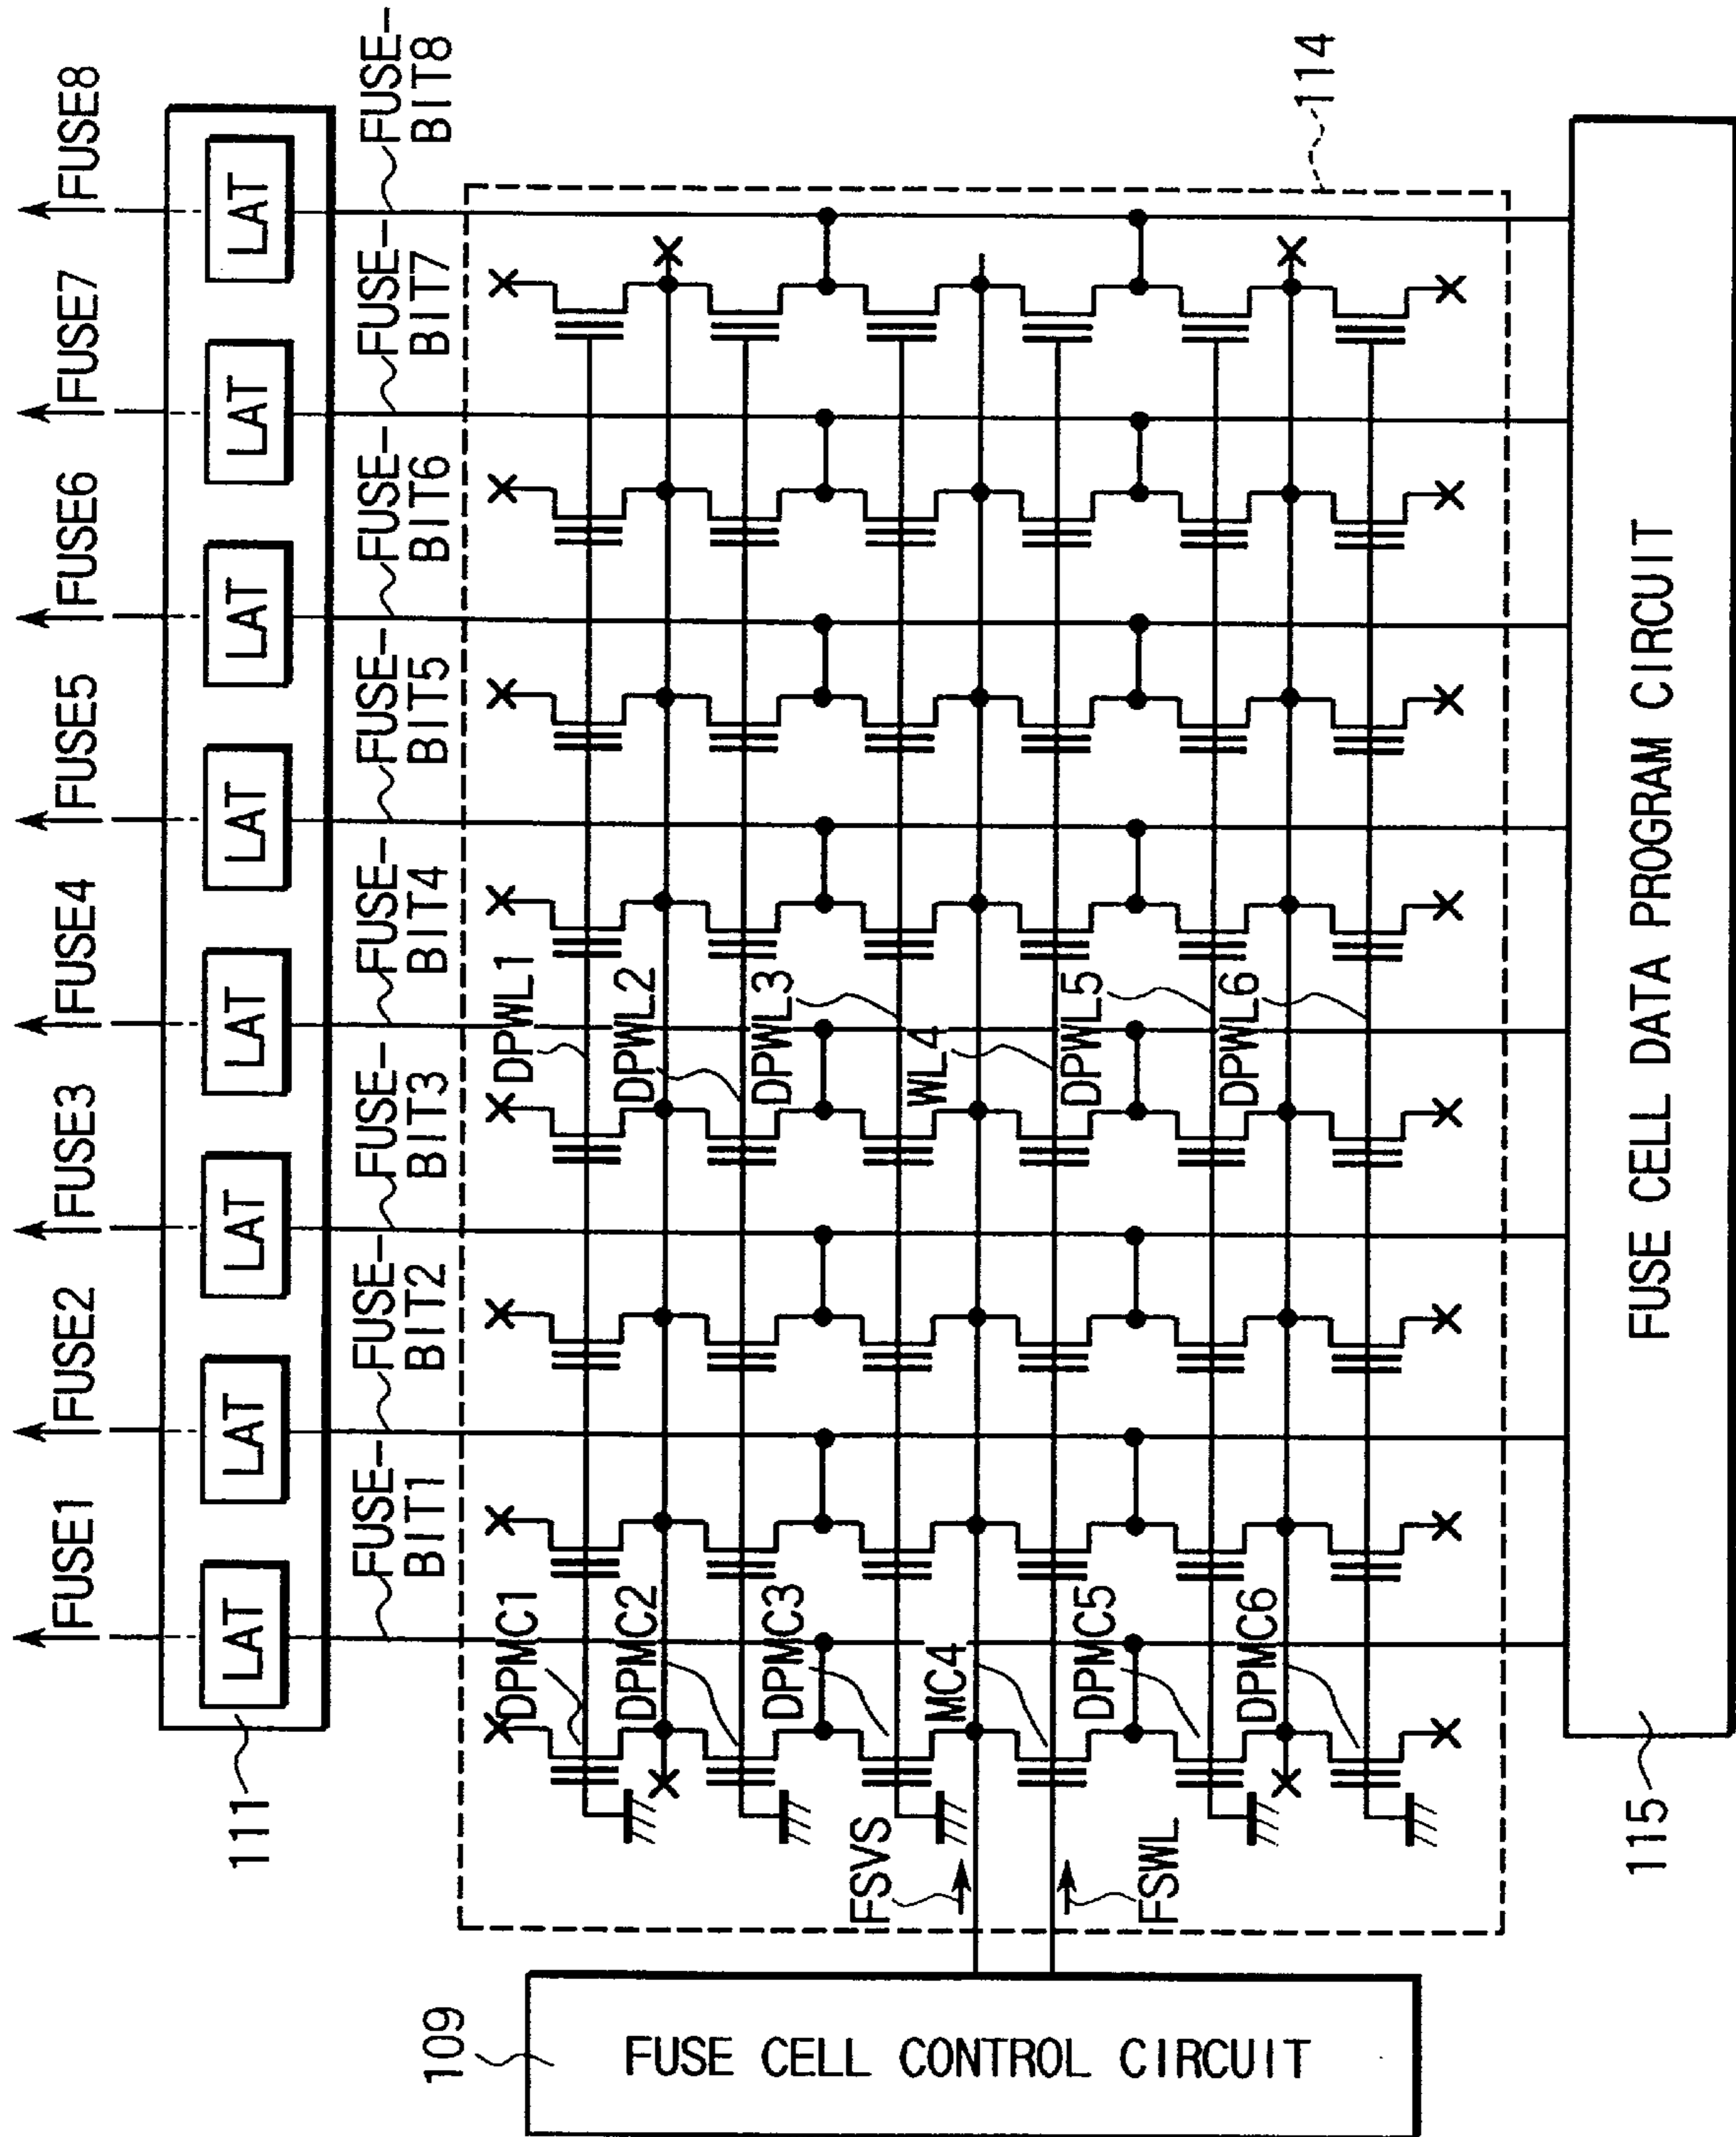 FUSE1
FUSE2
FUSE3
FUSE4
FUSE5
FUSE6
FUSE7
FUSE8
LAT
LAT
LAT
LAT
LAT
LAT
LAT
LAT
111
FUSE-
BIT1
FUSE-
BIT2
FUSE-
BIT3
FUSE-
BIT4
FUSE-
BIT5
FUSE-
BIT6
FUSE-
BIT7
FUSE-
BIT8
DPMC1
DPMC2
DPMC3
MC4
DPMC5
DPMC6
DPWL1
DPWL2
DPWL3
WL4
DPWL5
DPWL6
114
FSVS
FSWL
109
FUSE CELL CONTROL CIRCUIT
115
FUSE CELL DATA PROGRAM CIRCUIT